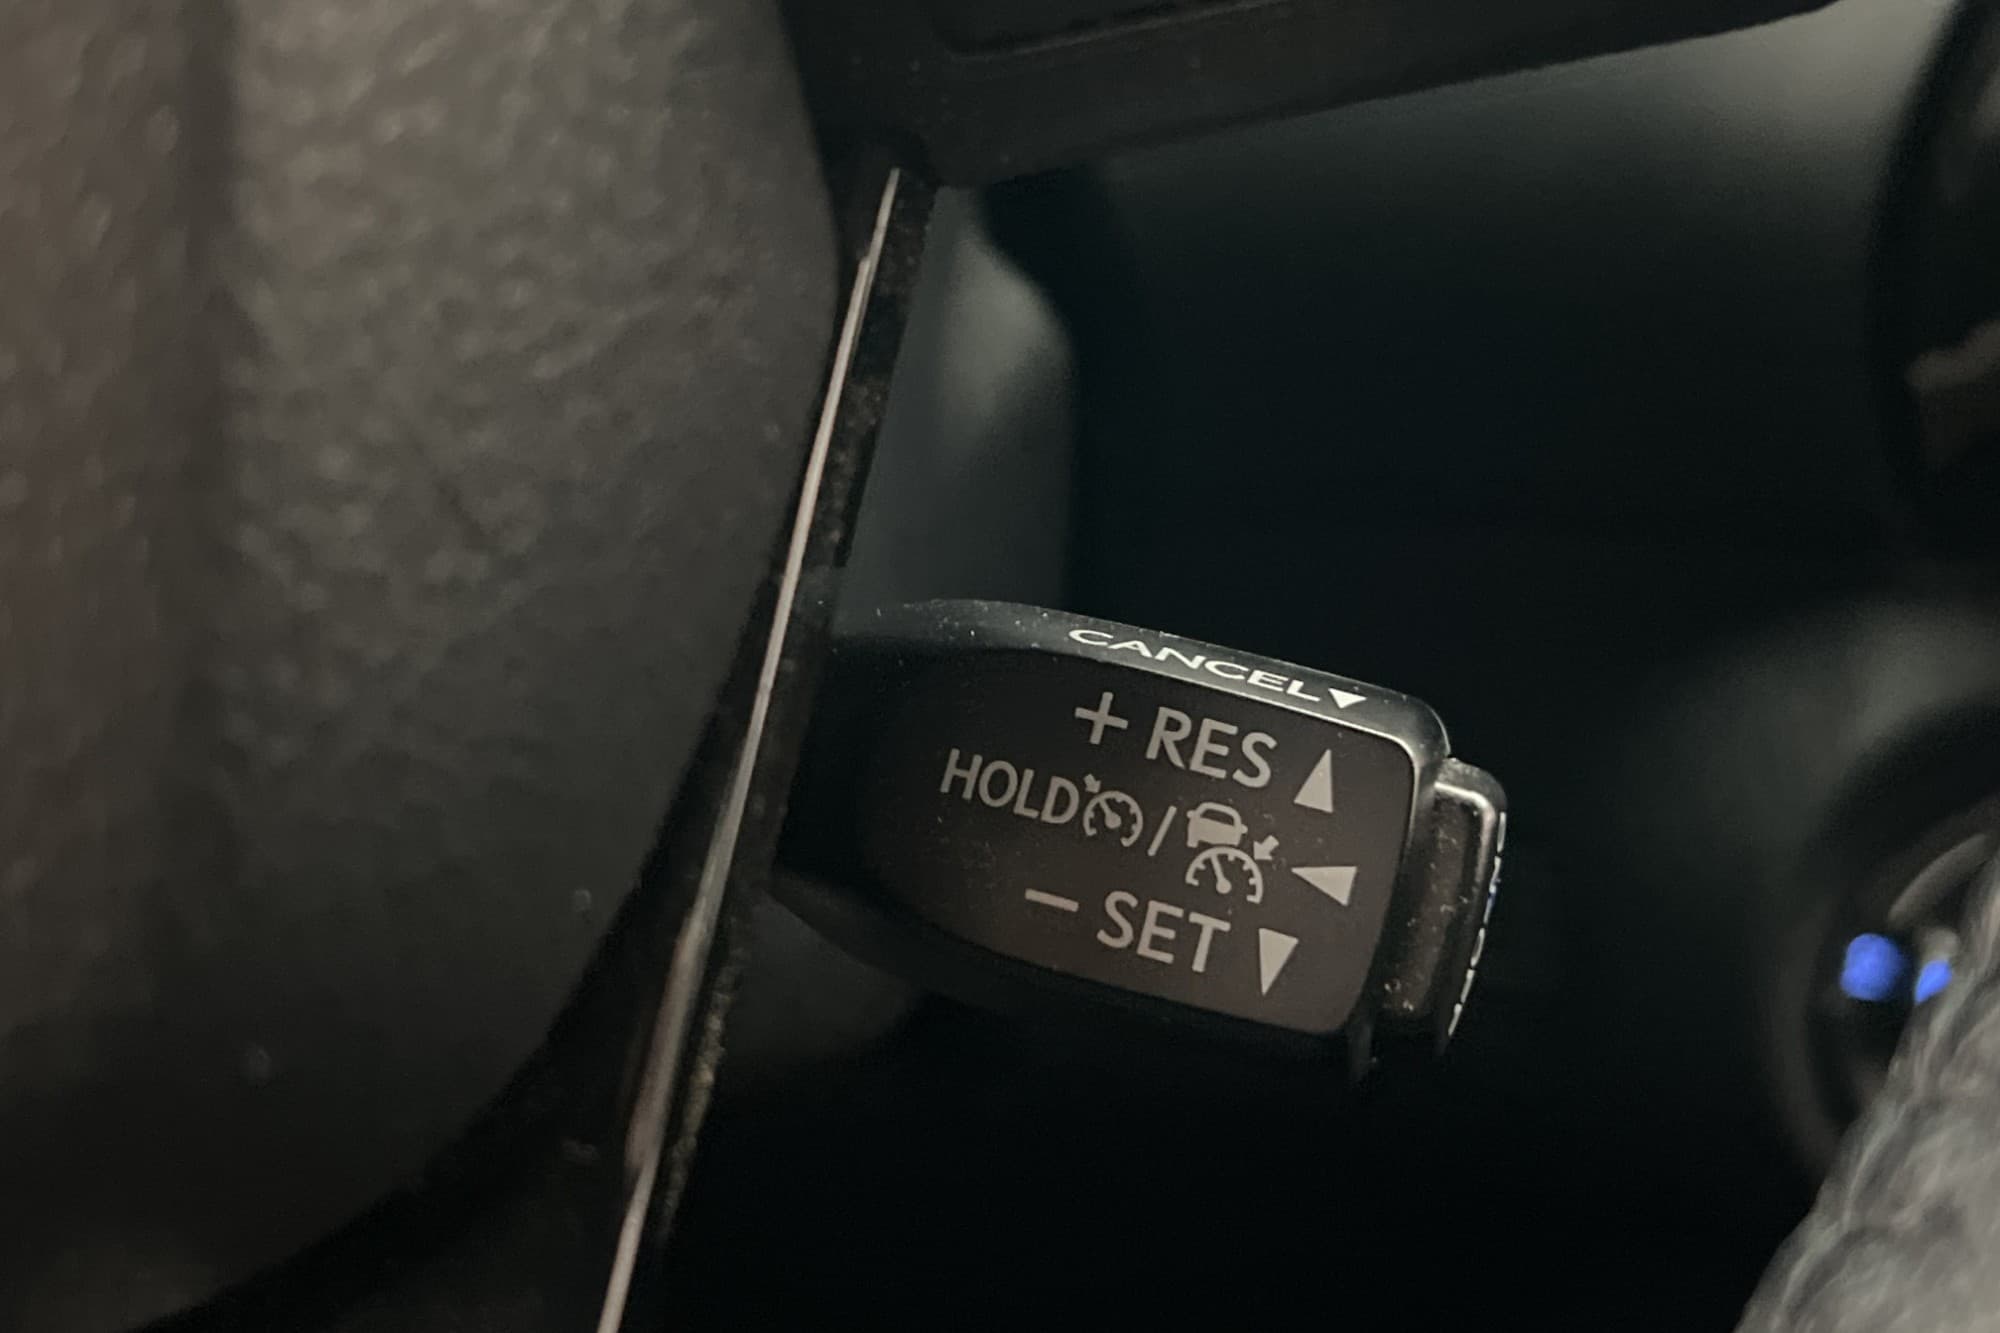 CANCEL
+ RES
HOLD /
− SET